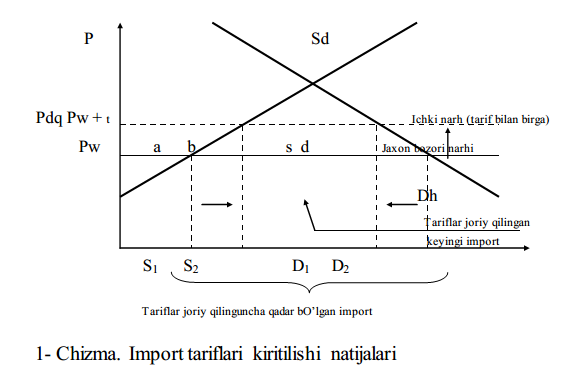 P
Sd
Pdq Pw + t
Ichki narh (tarif bilan birga)
Pw a b s d Jaxon bozori narhi
Dh
Tariflar joriy qilingan
keyingi import
S₁ S₂ D₁ D₂
Tariflar joriy qilinguncha qadar bO’lgan import
1- Chizma. Import tariflari kiritilishi natijalari